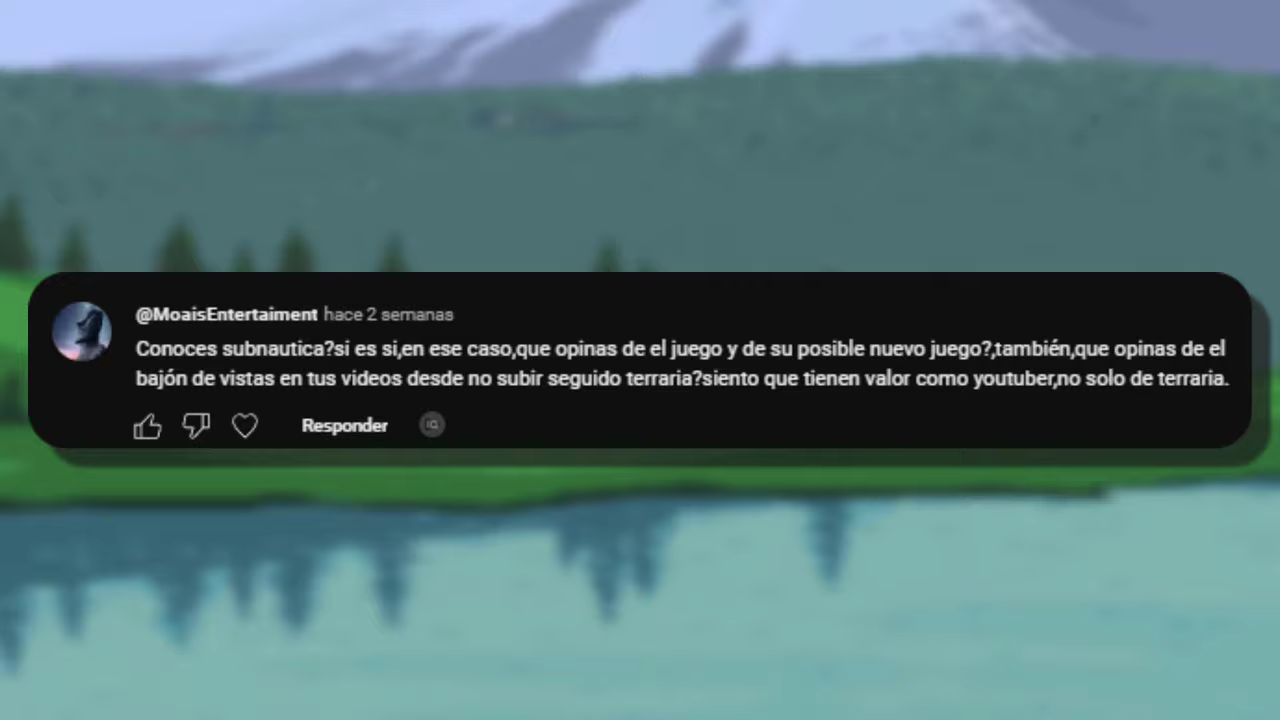 @MoaisEntertaiment hace 2 semanas
Conoces subnautica?si es si,en ese caso,que opinas de el juego y de su posible nuevo juego?,también,que opinas de el
bajón de vistas en tus videos desde no subir seguido terraria?siento que tienen valor como youtuber,no solo de terraria.
Responder